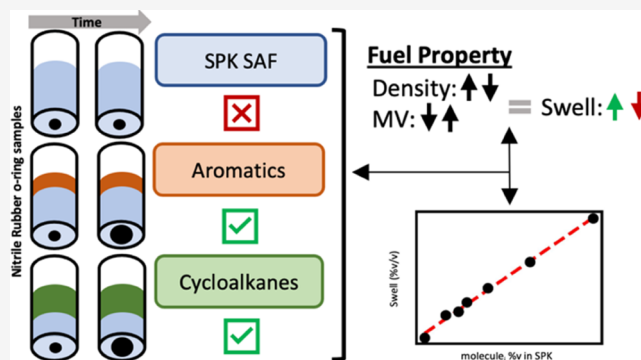 Time
Nitrile Rubber o-ring samples
SPK SAF
Aromatics
Cycloalkanes
Fuel Property
Density:
MV:
= Swell:
Swell (%v/v)
molecule, %v in SPK